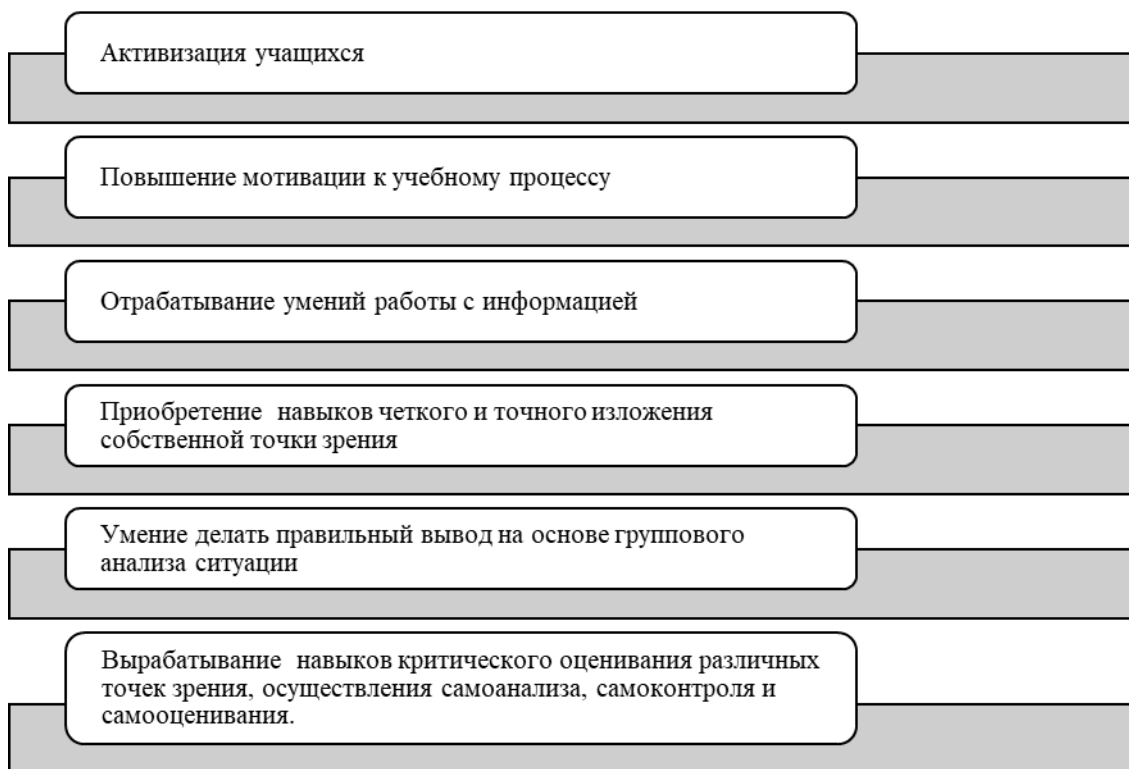 Активизация учащихся
Повышение мотивации к учебному процессу
Отрабатывание умений работы с информацией
Приобретение  навыков четкого и точного изложения
собственной точки зрения
Умение делать правильный вывод на основе группового
анализа ситуации
Вырабатывание  навыков критического оценивания различных
точек зрения, осуществления самоанализа, самоконтроля и
самооценивания.